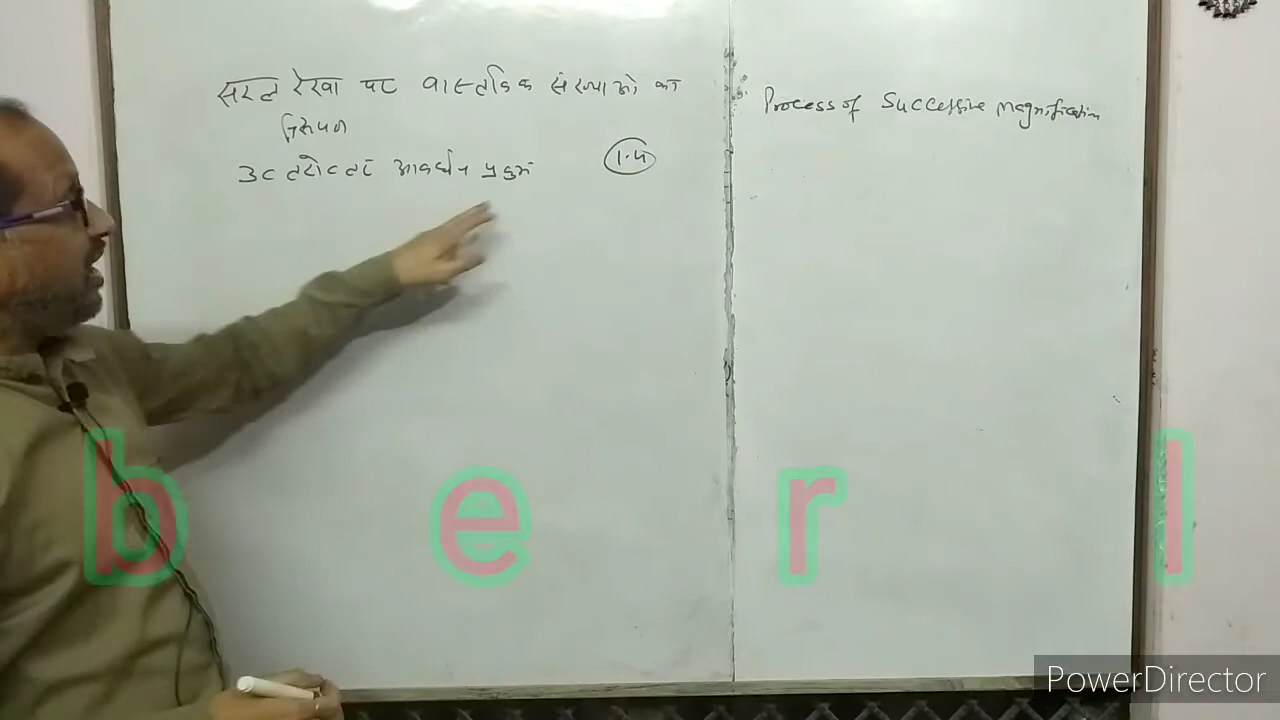 सरल रेखा पर वास्तविक संख्याओ का
निरूपण
उत्तरोत्तर आवर्धन प्रक्रम
1.4
Process of Successive Magnification
b e r l
PowerDirector